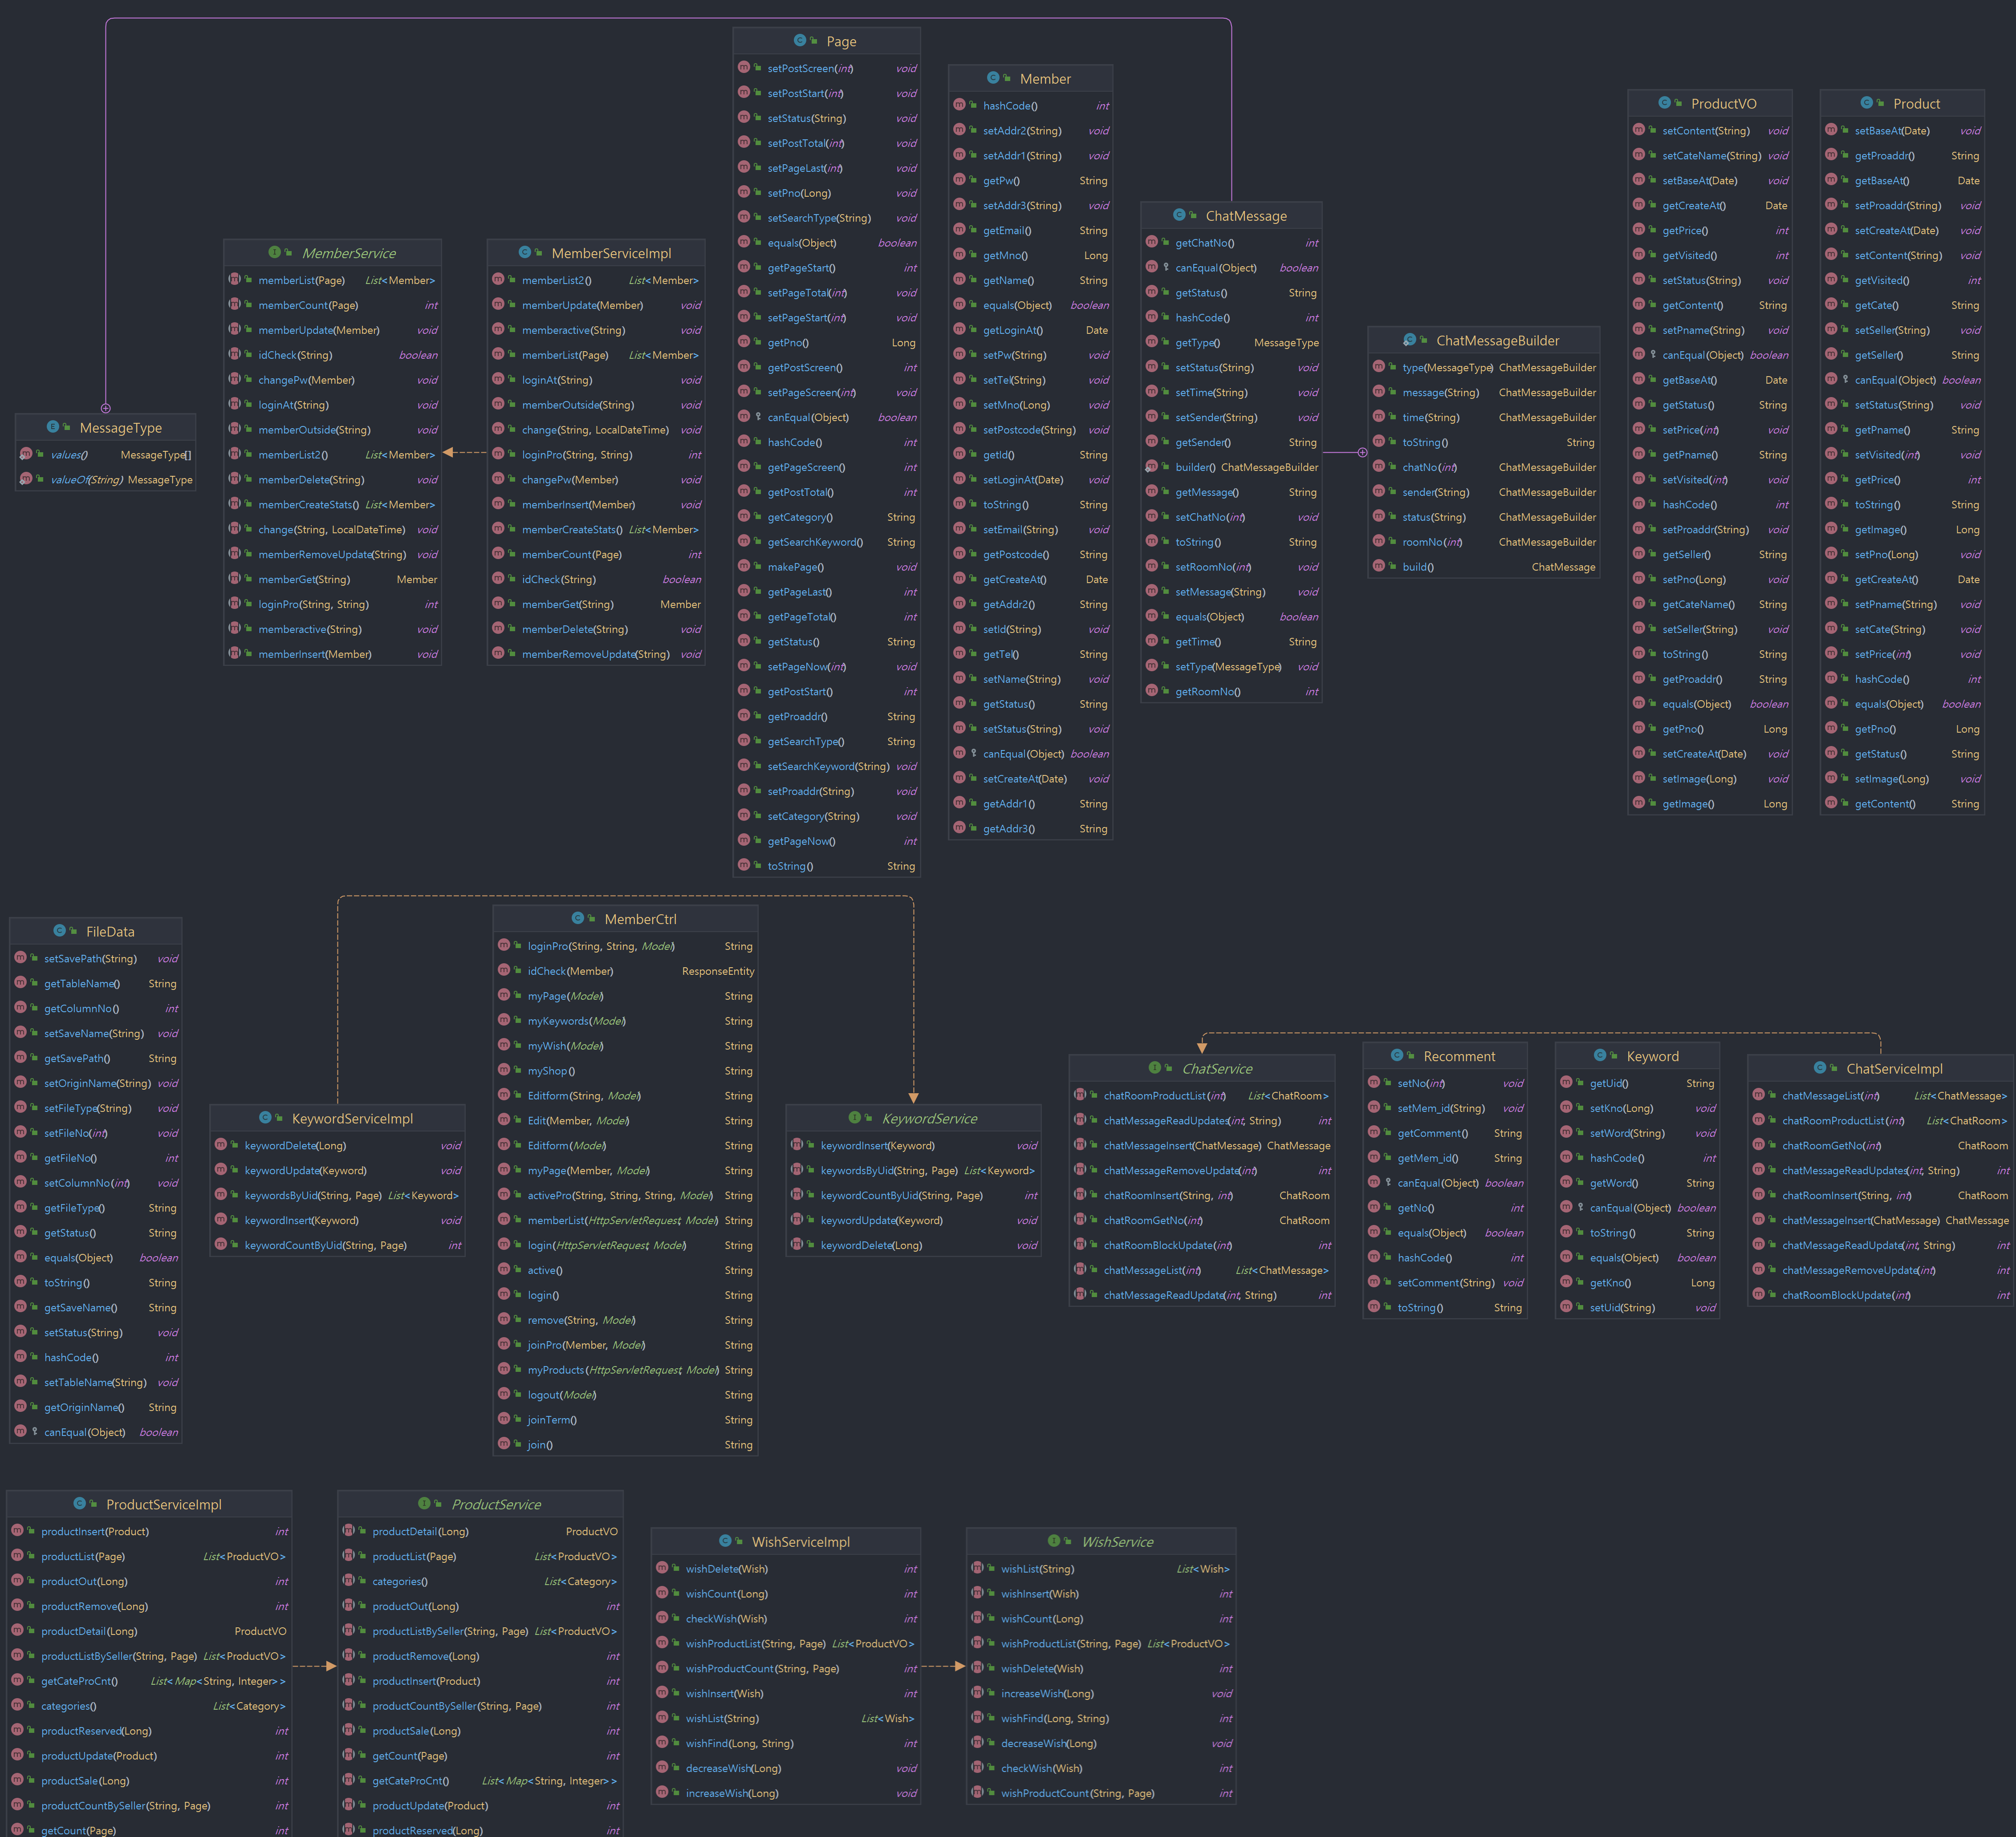 Page
setPostScreen(int) void
setPostStart(int) void
setStatus(String) void
setPostTotal(int) void
setPageLast(int) void
setPno(Long) void
setSearchType(String) void
equals(Object) boolean
getPageStart() int
setPageTotal(int) void
setPageStart(int) void
getPno() Long
getPostScreen() int
setPageScreen(int) void
canEqual(Object) boolean
hashCode() int
getPageScreen() int
getPostTotal() int
getCategory() String
getSearchKeyword() String
makePage() void
getPageLast() int
getPageTotal() int
getStatus() String
setPageNow(int) void
getPostStart() int
getProaddr() String
getSearchType() String
setSearchKeyword(String) void
setProaddr(String) void
setCategory(String) void
getPageNow() int
toString() String
Member
hashCode() int
setAddr2(String) void
setAddr1(String) void
getPw() String
setAddr3(String) void
getEmail() String
getMno() Long
getName() String
equals(Object) boolean
getLoginAt() Date
setPw(String) void
setTel(String) void
setMno(Long) void
setPostcode(String) void
getId() String
setLoginAt(Date) void
toString() String
setEmail(String) void
getPostcode() String
getCreateAt() Date
getAddr2() String
setId(String) void
getTel() String
setName(String) void
getStatus() String
setStatus(String) void
canEqual(Object) boolean
setCreateAt(Date) void
getAddr1() String
getAddr3() String
ProductVO
setContent(String) void
setCateName(String) void
setBaseAt(Date) void
getCreateAt() Date
getPrice() int
getVisited() int
setStatus(String) void
getContent() String
setPname(String) void
canEqual(Object) boolean
getBaseAt() Date
getStatus() String
setPrice(int) void
getPname() String
setVisited(int) void
hashCode() int
setProaddr(String) void
getSeller() String
setPno(Long) void
getCateName() String
setSeller(String) void
toString() String
getProaddr() String
equals(Object) boolean
getPno() Long
setCreateAt(Date) void
setImage(Long) void
getImage() Long
Product
setBaseAt(Date) void
getProaddr() String
getBaseAt() Date
setProaddr(String) void
setCreateAt(Date) void
setContent(String) void
getVisited() int
getCate() String
setSeller(String) void
getSeller() String
canEqual(Object) boolean
setStatus(String) void
getPname() String
setVisited(int) void
getPrice() int
toString() String
getImage() Long
setPno(Long) void
getCreateAt() Date
setPname(String) void
setCate(String) void
setPrice(int) void
hashCode() int
equals(Object) boolean
getPno() Long
getStatus() String
setImage(Long) void
getContent() String
ChatMessage
getChatNo() int
canEqual(Object) boolean
getStatus() String
hashCode() int
getType() MessageType
setStatus(String) void
setTime(String) void
setSender(String) void
getSender() String
builder() ChatMessageBuilder
getMessage() String
setChatNo(int) void
toString() String
setRoomNo(int) void
setMessage(String) void
equals(Object) boolean
getTime() String
setType(MessageType) void
getRoomNo() int
MemberService
memberList(Page) List<Member>
memberCount(Page) int
memberUpdate(Member) void
idCheck(String) boolean
changePw(Member) void
loginAt(String) void
memberOutside(String) void
memberList2() List<Member>
memberDelete(String) void
memberCreateStats() List<Member>
change(String, LocalDateTime) void
memberRemoveUpdate(String) void
memberGet(String) Member
loginPro(String, String) int
memberactive(String) void
memberInsert(Member) void
MemberServiceImpl
memberList2() List<Member>
memberUpdate(Member) void
memberactive(String) void
memberList(Page) List<Member>
loginAt(String) void
memberOutside(String) void
change(String, LocalDateTime) void
loginPro(String, String) int
changePw(Member) void
memberInsert(Member) void
memberCreateStats() List<Member>
memberCount(Page) int
idCheck(String) boolean
memberGet(String) Member
memberDelete(String) void
memberRemoveUpdate(String) void
ChatMessageBuilder
type(MessageType) ChatMessageBuilder
message(String) ChatMessageBuilder
time(String) ChatMessageBuilder
toString() String
chatNo(int) ChatMessageBuilder
sender(String) ChatMessageBuilder
status(String) ChatMessageBuilder
roomNo(int) ChatMessageBuilder
build() ChatMessage
MessageType
values() MessageType[]
valueOf(String) MessageType
FileData
setSavePath(String) void
getTableName() String
getColumnNo() int
setSaveName(String) void
getSavePath() String
setOriginName(String) void
setFileType(String) void
setFileNo(int) void
getFileNo() int
setColumnNo(int) void
getFileType() String
getStatus() String
equals(Object) boolean
toString() String
getSaveName() String
setStatus(String) void
hashCode() int
setTableName(String) void
getOriginName() String
canEqual(Object) boolean
KeywordServiceImpl
keywordDelete(Long) void
keywordUpdate(Keyword) void
keywordsByUid(String, Page) List<Keyword>
keywordInsert(Keyword) void
keywordCountByUid(String, Page) int
MemberCtrl
loginPro(String, String, Model) String
idCheck(Member) ResponseEntity
myPage(Model) String
myKeywords(Model) String
myWish(Model) String
myShop() String
Editform(String, Model) String
Edit(Member, Model) String
Editform(Model) String
myPage(Member, Model) String
activePro(String, String, String, Model) String
memberList(HttpServletRequest, Model) String
login(HttpServletRequest, Model) String
active() String
login() String
remove(String, Model) String
joinPro(Member, Model) String
myProducts(HttpServletRequest, Model) String
logout(Model) String
joinTerm() String
join() String
KeywordService
keywordInsert(Keyword) void
keywordsByUid(String, Page) List<Keyword>
keywordCountByUid(String, Page) int
keywordUpdate(Keyword) void
keywordDelete(Long) void
ChatService
chatRoomProductList(int) List<ChatRoom>
chatMessageReadUpdates(int, String) int
chatMessageInsert(ChatMessage) ChatMessage
chatMessageRemoveUpdate(int) int
chatRoomInsert(String, int) ChatRoom
chatRoomGetNo(int) ChatRoom
chatRoomBlockUpdate(int) int
chatMessageList(int) List<ChatMessage>
chatMessageReadUpdate(int, String) int
Recomment
setNo(int) void
setMem_id(String) void
getComment() String
getMem_id() String
canEqual(Object) boolean
getNo() int
equals(Object) boolean
hashCode() int
setComment(String) void
toString() String
Keyword
getUid() String
setKno(Long) void
setWord(String) void
hashCode() int
getWord() String
canEqual(Object) boolean
toString() String
equals(Object) boolean
getKno() Long
setUid(String) void
ChatServiceImpl
chatMessageList(int) List<ChatMessage>
chatRoomProductList(int) List<ChatRoom>
chatRoomGetNo(int) ChatRoom
chatMessageReadUpdates(int, String) int
chatRoomInsert(String, int) ChatRoom
chatMessageInsert(ChatMessage) ChatMessage
chatMessageReadUpdate(int, String) int
chatMessageRemoveUpdate(int) int
chatRoomBlockUpdate(int) int
ProductServiceImpl
productInsert(Product) int
productList(Page) List<ProductVO>
productOut(Long) int
productRemove(Long) int
productDetail(Long) ProductVO
productListBySeller(String, Page) List<ProductVO>
getCateProCnt() List<Map<String, Integer>>
categories() List<Category>
productReserved(Long) int
productUpdate(Product) int
productSale(Long) int
productCountBySeller(String, Page) int
getCount(Page) int
ProductService
productDetail(Long) ProductVO
productList(Page) List<ProductVO>
categories() List<Category>
productOut(Long) int
productListBySeller(String, Page) List<ProductVO>
productRemove(Long) int
productInsert(Product) int
productCountBySeller(String, Page) int
productSale(Long) int
getCount(Page) int
getCateProCnt() List<Map<String, Integer>>
productUpdate(Product) int
productReserved(Long) int
WishServiceImpl
wishDelete(Wish) int
wishCount(Long) int
checkWish(Wish) int
wishProductList(String, Page) List<ProductVO>
wishProductCount(String, Page) int
wishInsert(Wish) int
wishList(String) List<Wish>
wishFind(Long, String) int
decreaseWish(Long) void
increaseWish(Long) void
WishService
wishList(String) List<Wish>
wishInsert(Wish) int
wishCount(Long) int
wishProductList(String, Page) List<ProductVO>
wishDelete(Wish) int
increaseWish(Long) void
wishFind(Long, String) int
decreaseWish(Long) void
checkWish(Wish) int
wishProductCount(String, Page) int